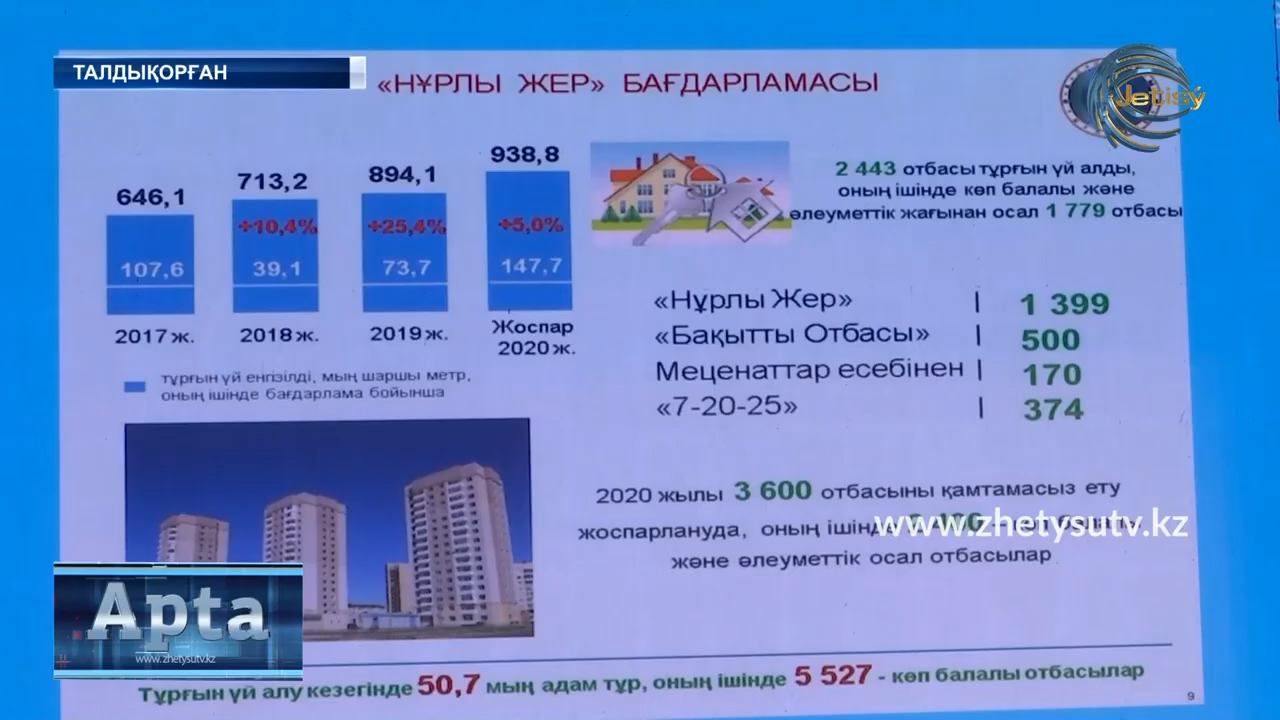 ТАЛДЫҚОРҒАН
«НҰРЛЫ ЖЕР» БАҒДАРЛАМАСЫ
Jetisý
646,1
713,2
894,1
938,8
+10,4%
+25,4%
+5,0%
107,6
39,1
73,7
147,7
2017 ж.
2018 ж.
2019 ж.
Жоспар
2020 ж.
тұрғын үй енгізілді, мың шаршы метр,
оның ішінде бағдарлама бойынша
2 443 отбасы тұрғын үй алды,
оның ішінде көп балалы және
әлеуметтік жағынан осал 1 779 отбасы
«Нұрлы Жер» | 1 399
«Бақытты Отбасы» | 500
Меценаттар есебінен | 170
«7-20-25» | 374
2020 жылы 3 600 отбасыны қамтамасыз ету
жоспарлануда, оның ішінде
www.zhetysutv.kz
және әлеуметтік осал отбасылар
Apta
www.zhetysutv.kz
Тұрғын үй алу кезегінде 50,7 мың адам тұр, оның ішінде 5 527 - көп балалы отбасылар
9